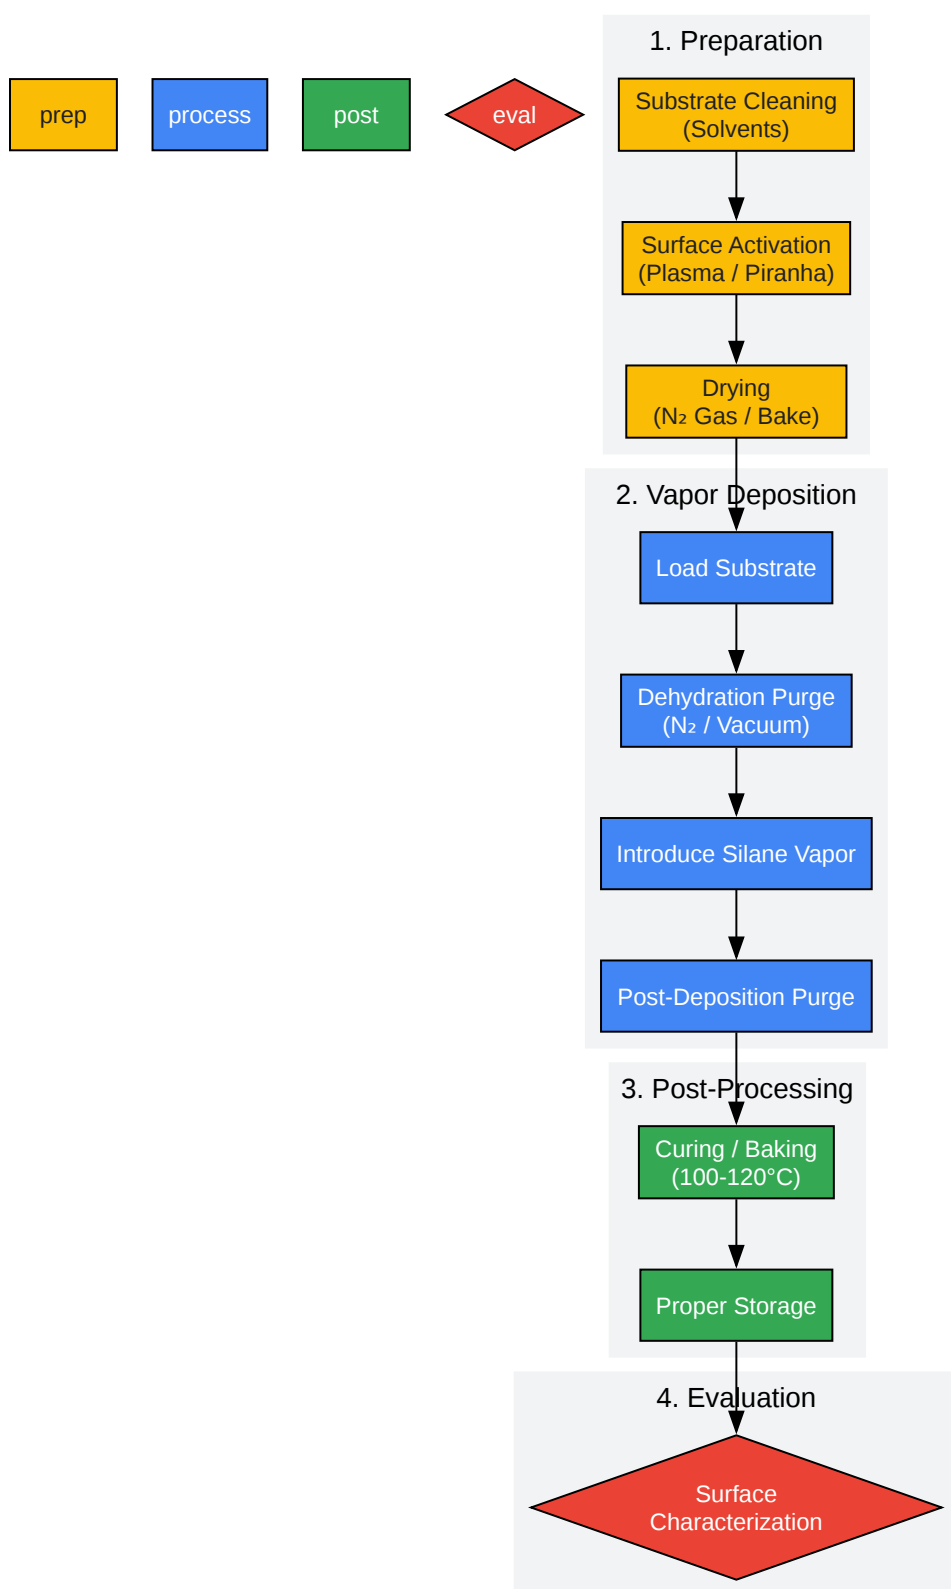 1. Preparation
prep
process
post
eval
Substrate Cleaning
(Solvents)
Surface Activation
(Plasma / Piranha)
Drying
(N₂ Gas / Bake)
2. Vapor Deposition
Load Substrate
Dehydration Purge
(N₂ / Vacuum)
Introduce Silane Vapor
Post-Deposition Purge
3. Post-Processing
Curing / Baking
(100-120°C)
Proper Storage
4. Evaluation
Surface
Characterization